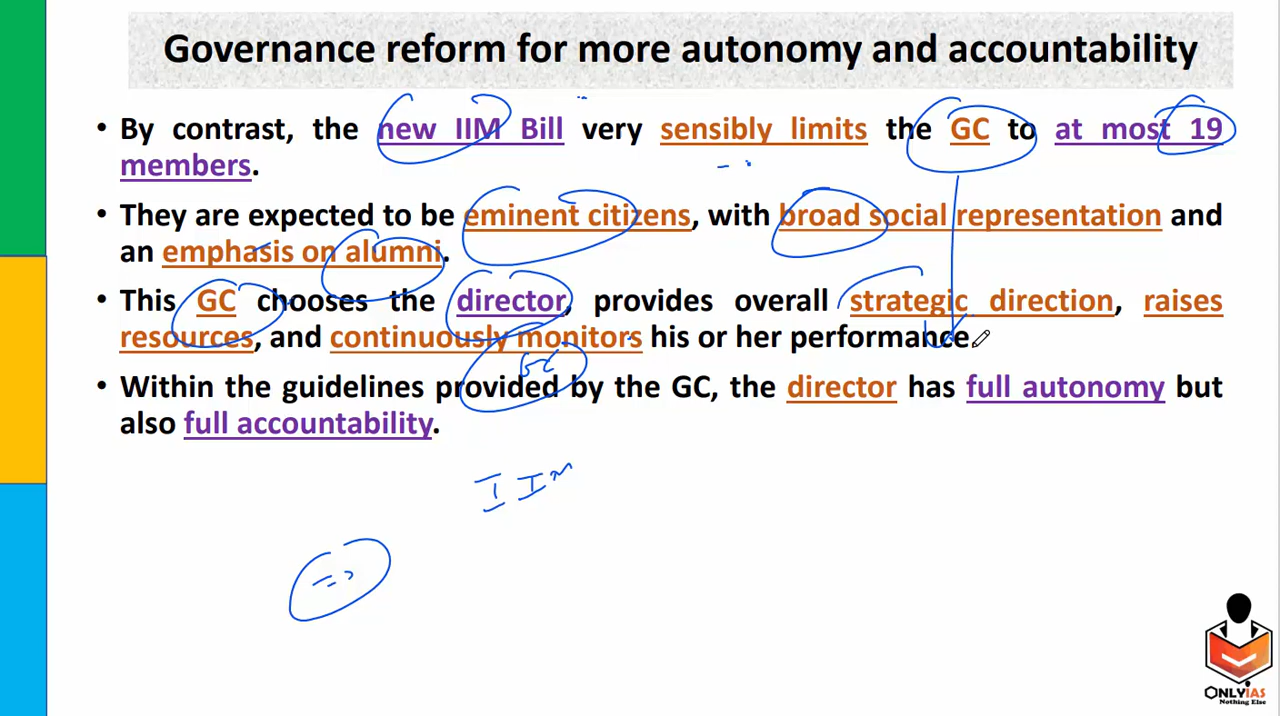 Governance reform for more autonomy and accountability
• By contrast, the new IIM Bill very sensibly limits the GC to at most 19
members.
• They are expected to be eminent citizens, with broad social representation and
an emphasis on alumni.
• This GC chooses the director, provides overall strategic direction, raises
resources, and continuously monitors his or her performance
• Within the guidelines provided by the GC, the director has full autonomy but
also full accountability.
IIM
ONLYIAS
Nothing Else